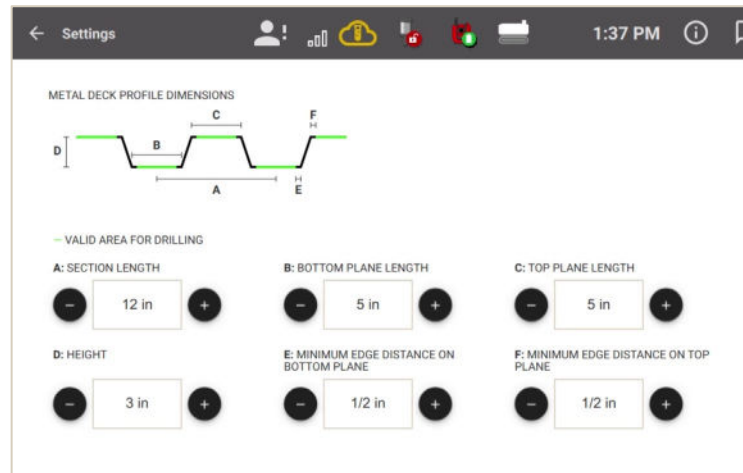 Settings
1:37 PM
METAL DECK PROFILE DIMENSIONS
C
F
D
B
A
E
VALID AREA FOR DRILLING
A: SECTION LENGTH
B: BOTTOM PLANE LENGTH
C: TOP PLANE LENGTH
12 in
5 in
5 in
D: HEIGHT
E: MINIMUM EDGE DISTANCE ON
BOTTOM PLANE
F: MINIMUM EDGE DISTANCE ON TOP
PLANE
3 in
1/2 in
1/2 in